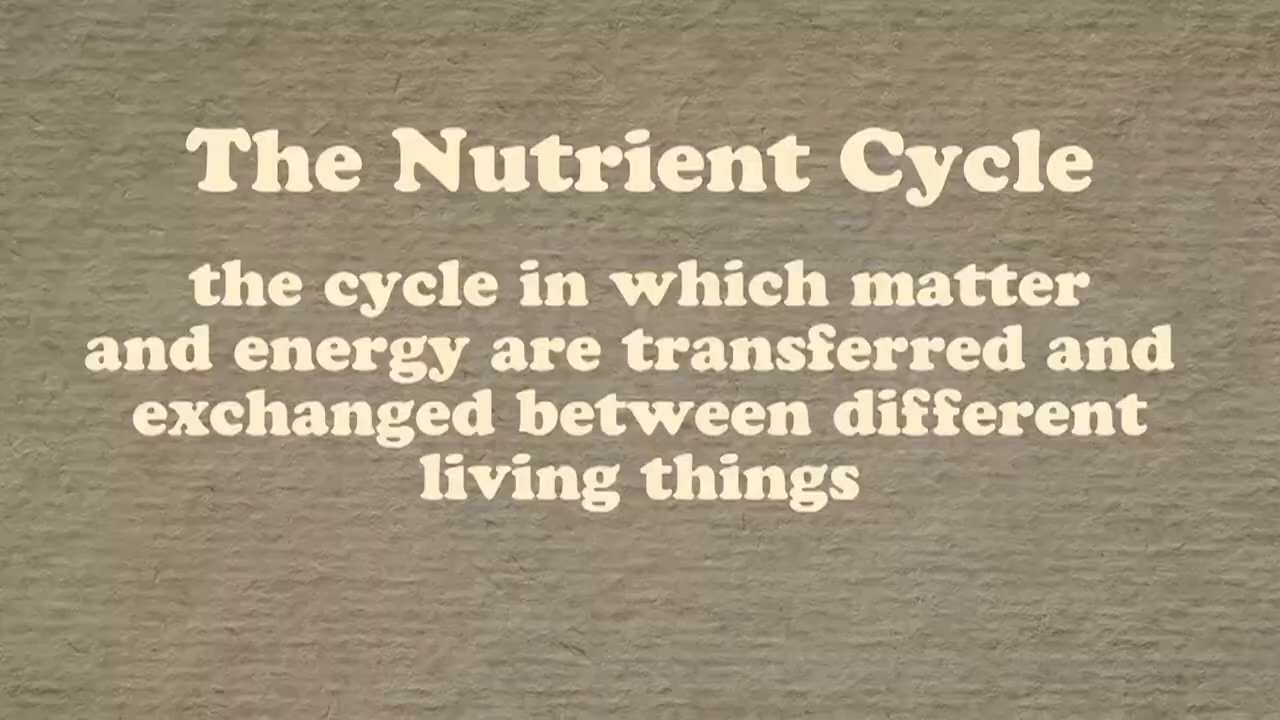 The Nutrient Cycle
the cycle in which matter
and energy are transferred and
exchanged between different
living things